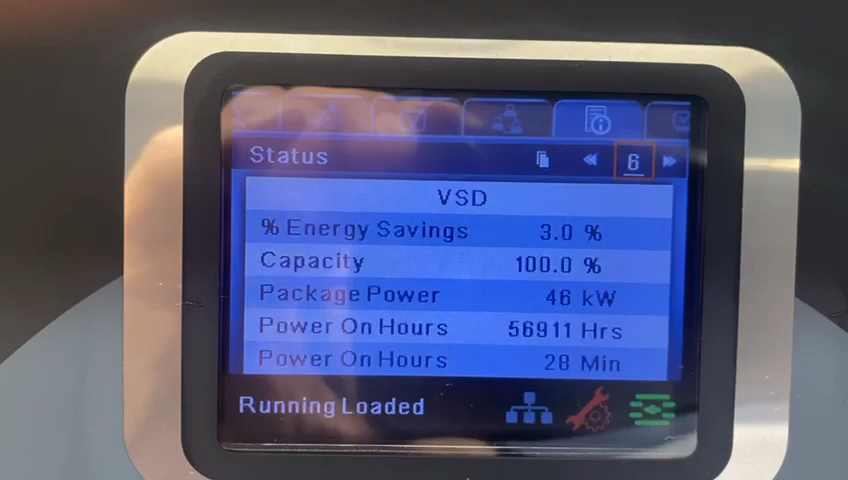 Status
6
VSD
% Energy Savings 3.0 %
Capacity 100.0 %
Package Power 46 kW
Power On Hours 56911 Hrs
Power On Hours 28 Min
Running Loaded